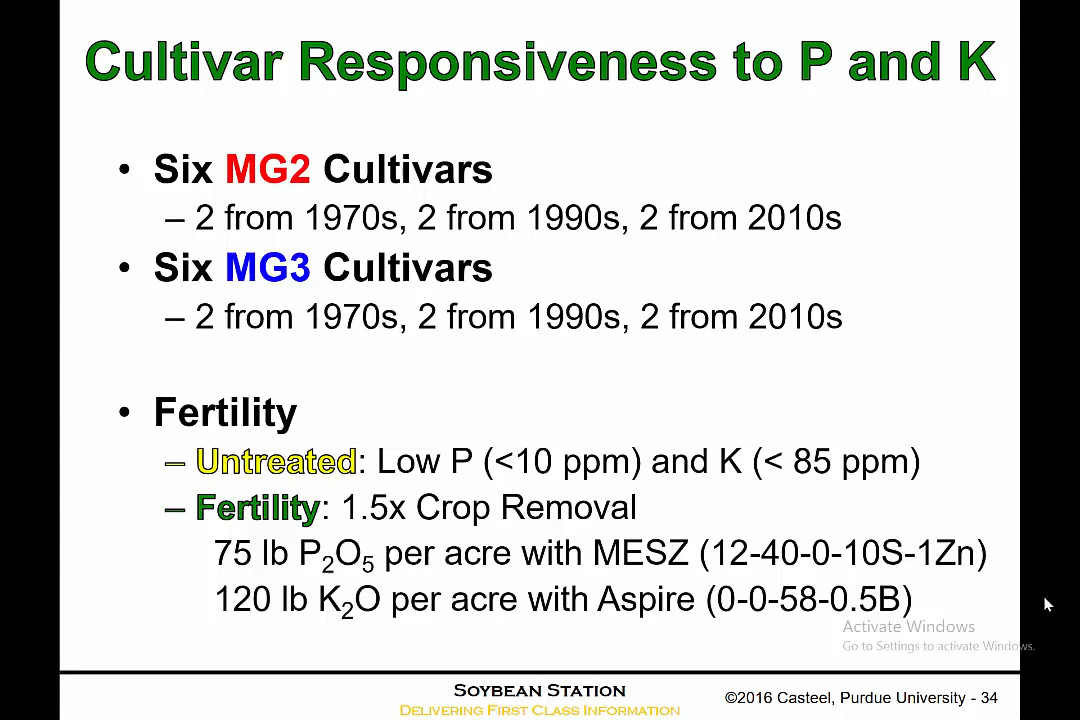 Cultivar Responsiveness to P and K
• Six MG2 Cultivars
– 2 from 1970s, 2 from 1990s, 2 from 2010s
• Six MG3 Cultivars
– 2 from 1970s, 2 from 1990s, 2 from 2010s
• Fertility
– Untreated: Low P (<10 ppm) and K (< 85 ppm)
– Fertility: 1.5x Crop Removal
75 lb P₂O₅ per acre with MESZ (12-40-0-10S-1Zn)
120 lb K₂O per acre with Aspire (0-0-58-0.5B)
Activate Windows
Go to Settings to activate Windows.
Soybean Station
Delivering First Class Information
©2016 Casteel, Purdue University - 34